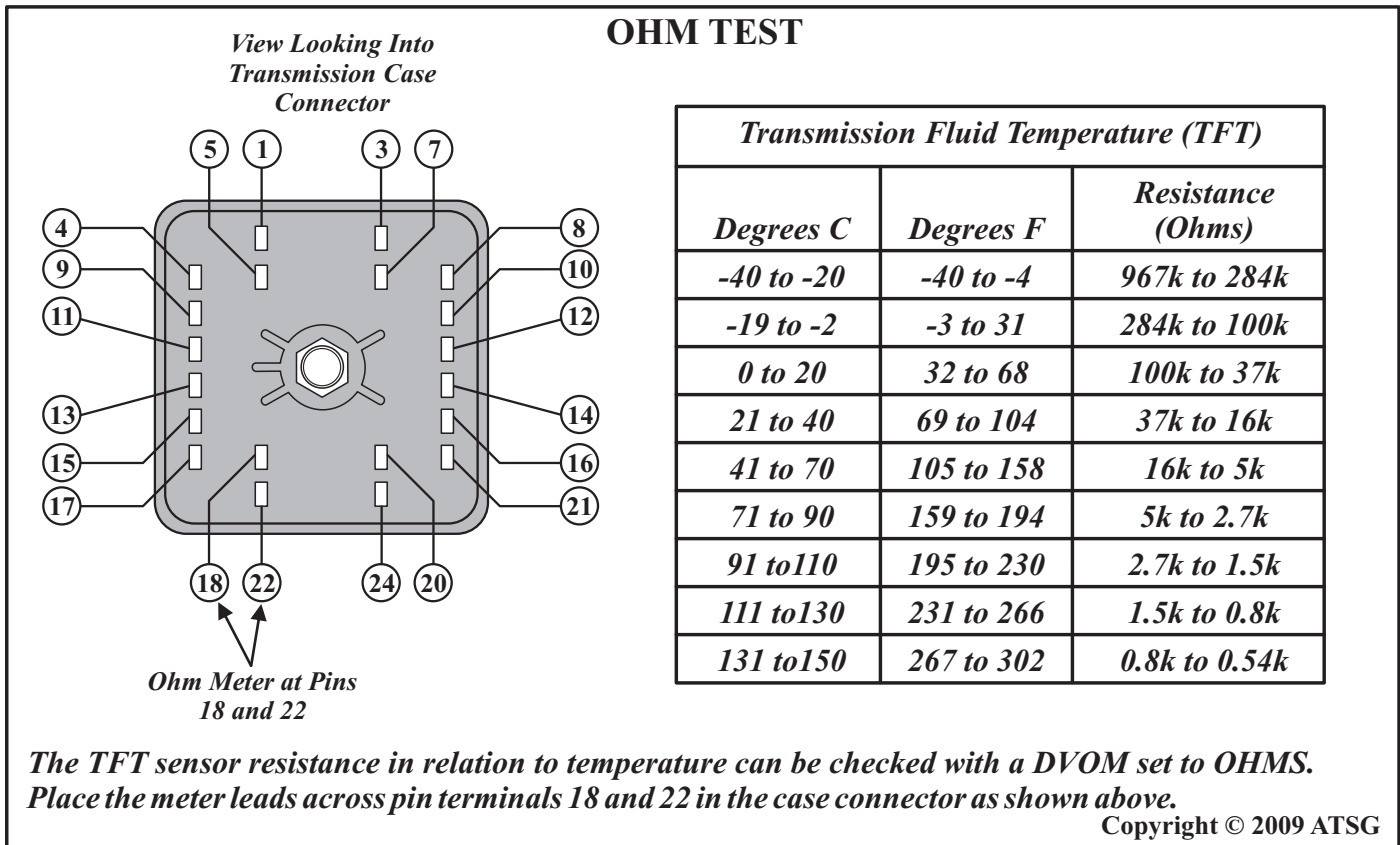 OHM TEST
View Looking Into
Transmission Case
Connector
5 1 3 7
4 8
9 10
11 12
13 14
15 16
17 21
18 22 24 20
Ohm Meter at Pins
18 and 22
Transmission Fluid Temperature (TFT)
Degrees C Degrees F Resistance
(Ohms)
-40 to -20 -40 to -4 967k to 284k
-19 to -2 -3 to 31 284k to 100k
0 to 20 32 to 68 100k to 37k
21 to 40 69 to 104 37k to 16k
41 to 70 105 to 158 16k to 5k
71 to 90 159 to 194 5k to 2.7k
91 to110 195 to 230 2.7k to 1.5k
111 to130 231 to 266 1.5k to 0.8k
131 to150 267 to 302 0.8k to 0.54k
The TFT sensor resistance in relation to temperature can be checked with a DVOM set to OHMS.
Place the meter leads across pin terminals 18 and 22 in the case connector as shown above.
Copyright © 2009 ATSG